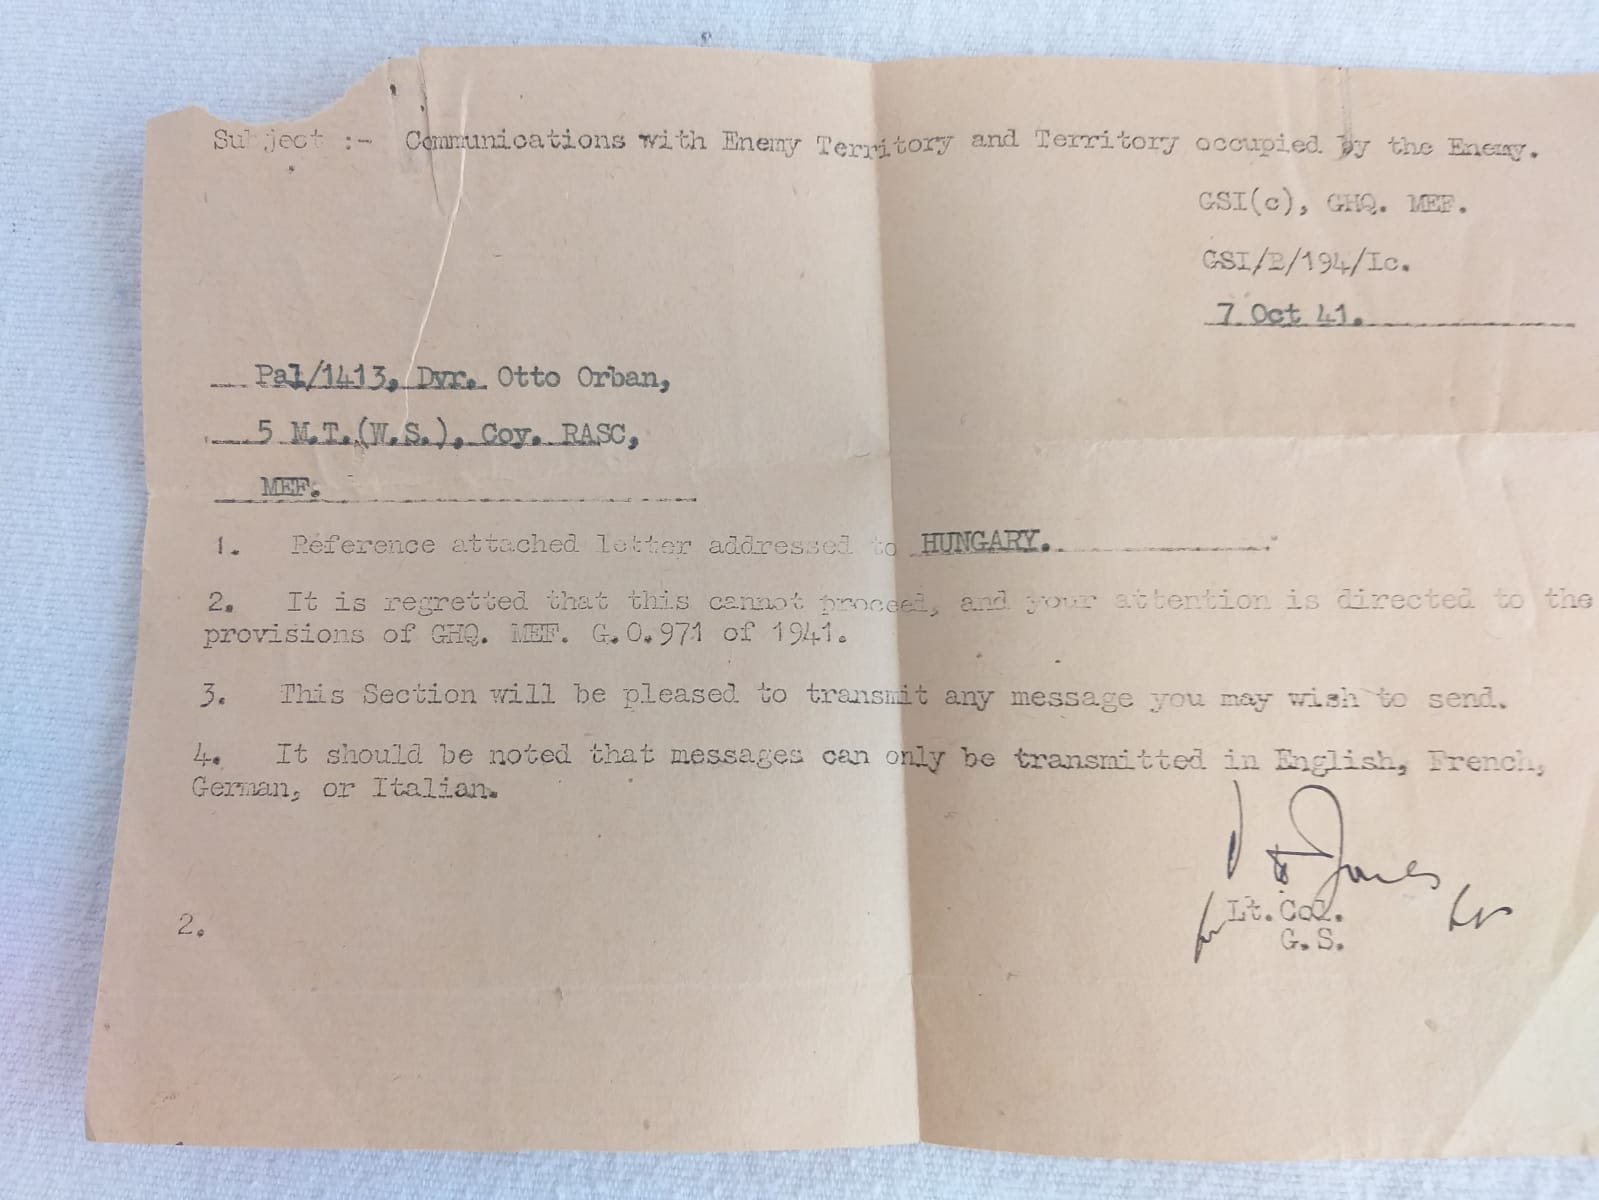 Subject :- Communications with Enemy Territory and Territory occupied by the Enemy.
GSI(c), GHQ. MEF.
GSI/B/194/Ic.
7 Oct 41.
Pal/1413, Dvr. Otto Orban,
5 M.T.(W.S.), Coy. RASC,
MEF.
1. Reference attached letter addressed to HUNGARY.
2. It is regretted that this cannot proceed, and your attention is directed to the
provisions of GHQ. MEF. G.O.971 of 1941.
3. This Section will be pleased to transmit any message you may wish to send.
4. It should be noted that messages can only be transmitted in English, French,
German, or Italian.
Jones
Lt.Col.
G.S.
2.